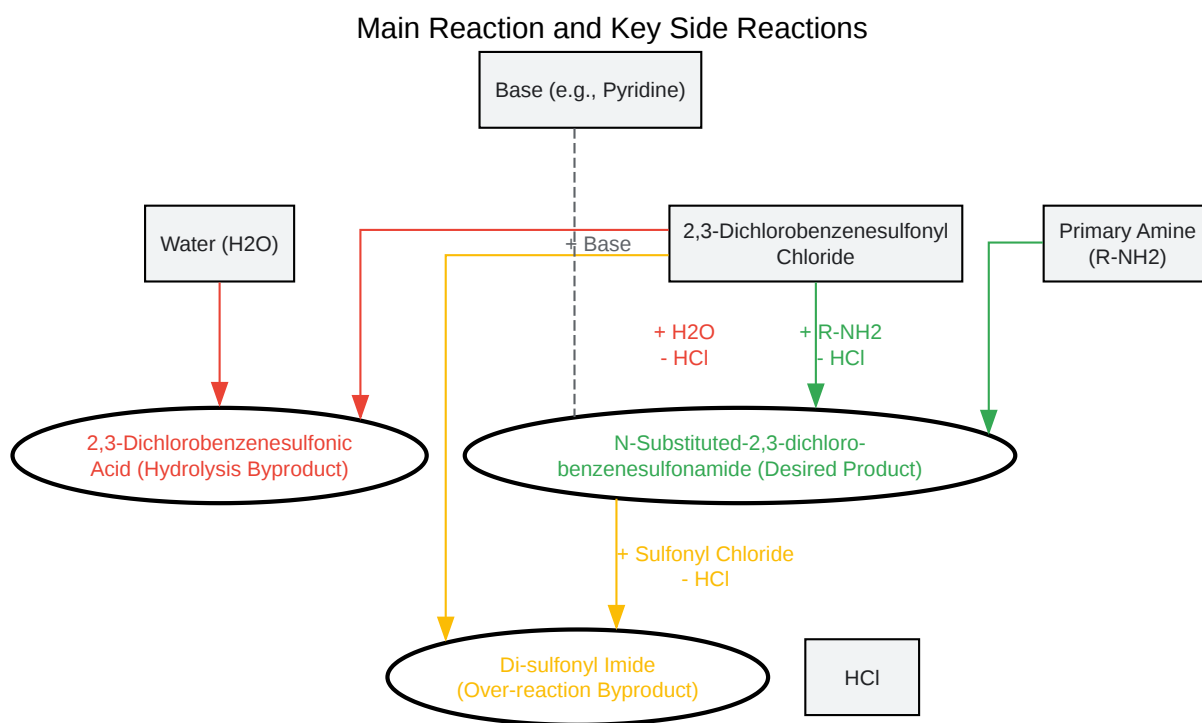 Main Reaction and Key Side Reactions
Base (e.g., Pyridine)
Water (H2O)
+ Base
2,3-Dichlorobenzenesulfonyl
Chloride
Primary Amine
(R-NH2)
+ H2O
- HCl
+ R-NH2
- HCl
2,3-Dichlorobenzenesulfonic
Acid (Hydrolysis Byproduct)
N-Substituted-2,3-dichloro-
benzenesulfonamide (Desired Product)
+ Sulfonyl Chloride
- HCl
Di-sulfonyl Imide
(Over-reaction Byproduct)
HCl